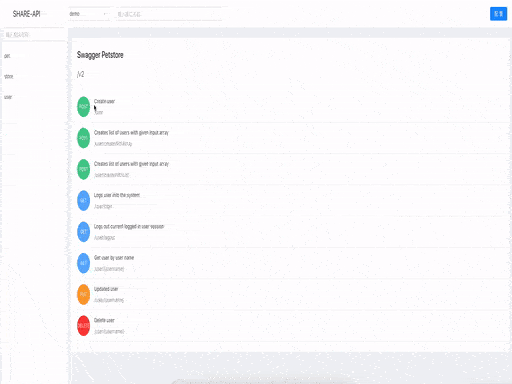 SHARE-API
demo
pet
store
user
Swagger Petstore
/v2
POST
Create user
/user
POST
Creates list of users with given input array
/user/createWithArray
POST
Creates list of users with given input array
/user/createWithList
GET
Logs user into the system
/user/login
GET
Logs out current logged in user session
/user/logout
GET
Get user by user name
/user/{username}
PUT
Updated user
/user/{username}
DELETE
Delete user
/user/{username}